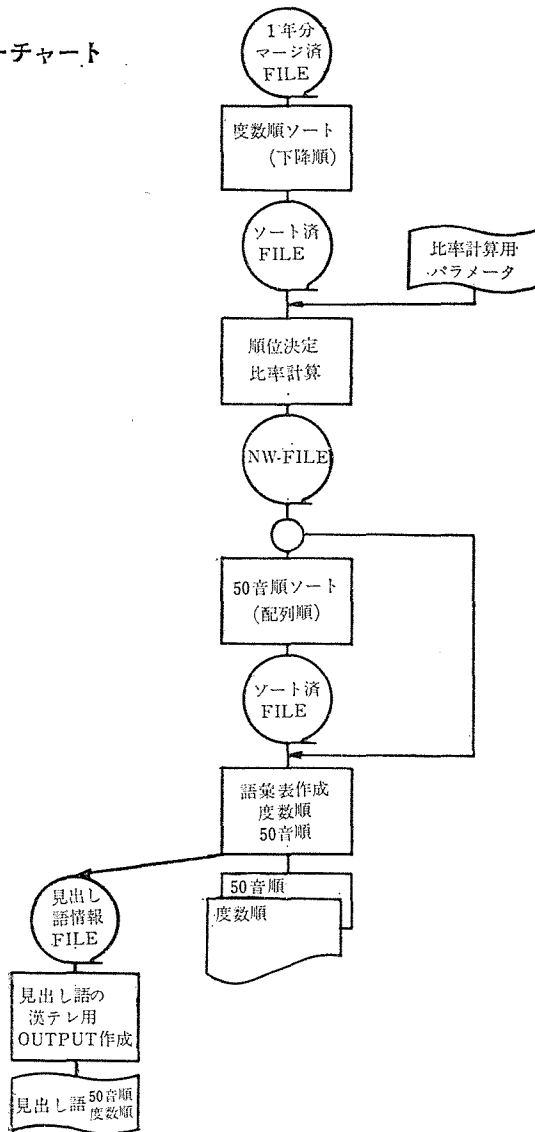 ーチャート
1年分
マージ済
FILE
度数順ソート
(下降順)
ソート済
FILE
比率計算用
パラメータ
順位決定
比率計算
NW-FILE
50音順ソート
(配列順)
ソート済
FILE
語彙表作成
度数順
50音順
50音順
度数順
見出し
語情報
FILE
見出し語の
漢テレ用
OUTPUT作成
見出し語 50音順
度数順